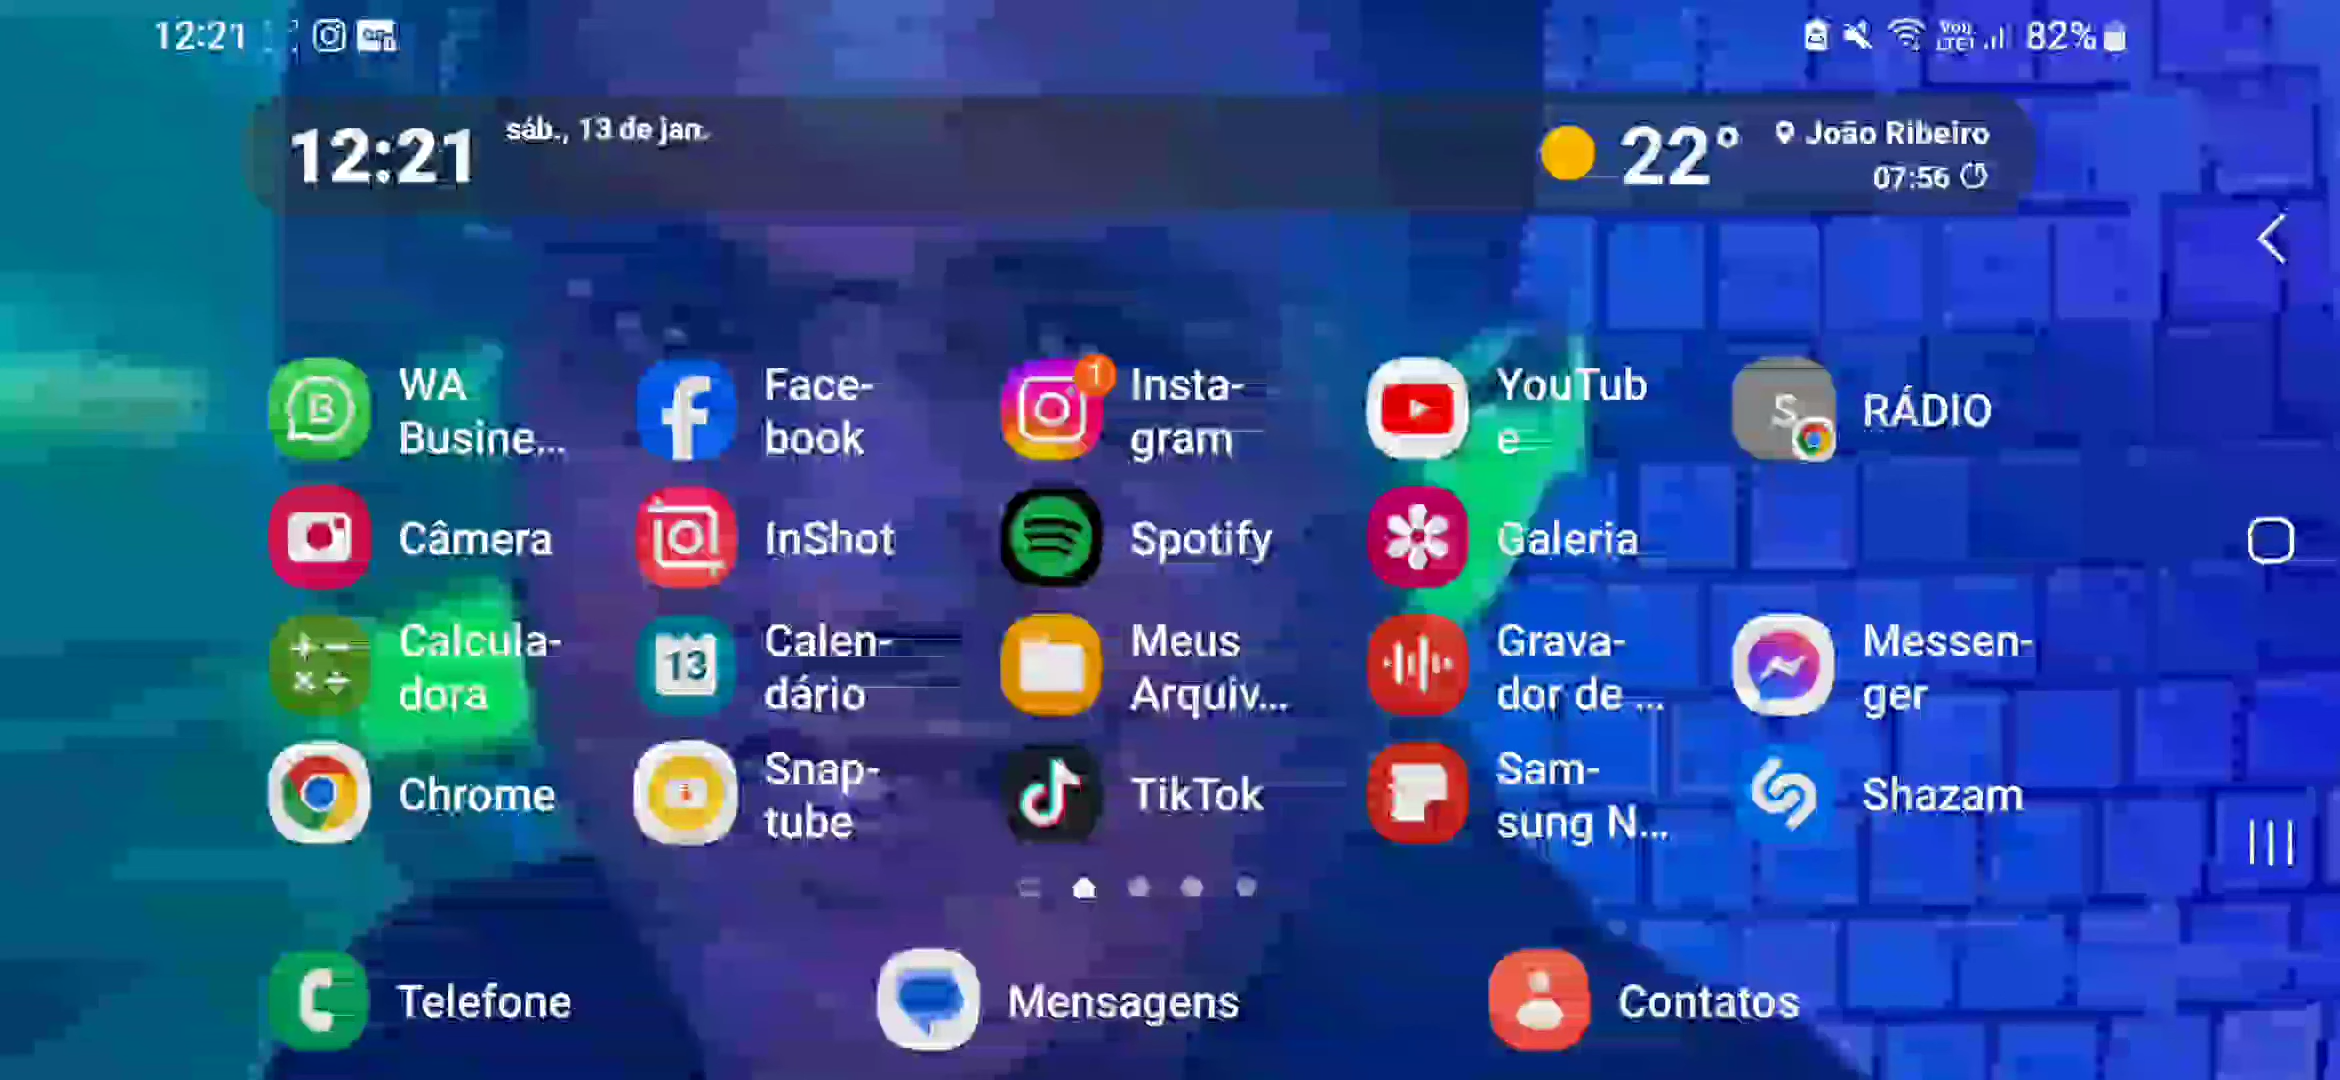 12:21
82%
12:21
sáb., 13 de jan.
22°
João Ribeiro
07:56
WA
Busine...
Face-
book
1
Insta-
gram
YouTub
e
S
RÁDIO
Câmera
InShot
Spotify
Galeria
Calcula-
dora
13
Calen-
dário
Meus
Arquiv...
Grava-
dor de ...
Messen-
ger
Chrome
Snap-
tube
TikTok
Sam-
sung N...
Shazam
Telefone
Mensagens
Contatos